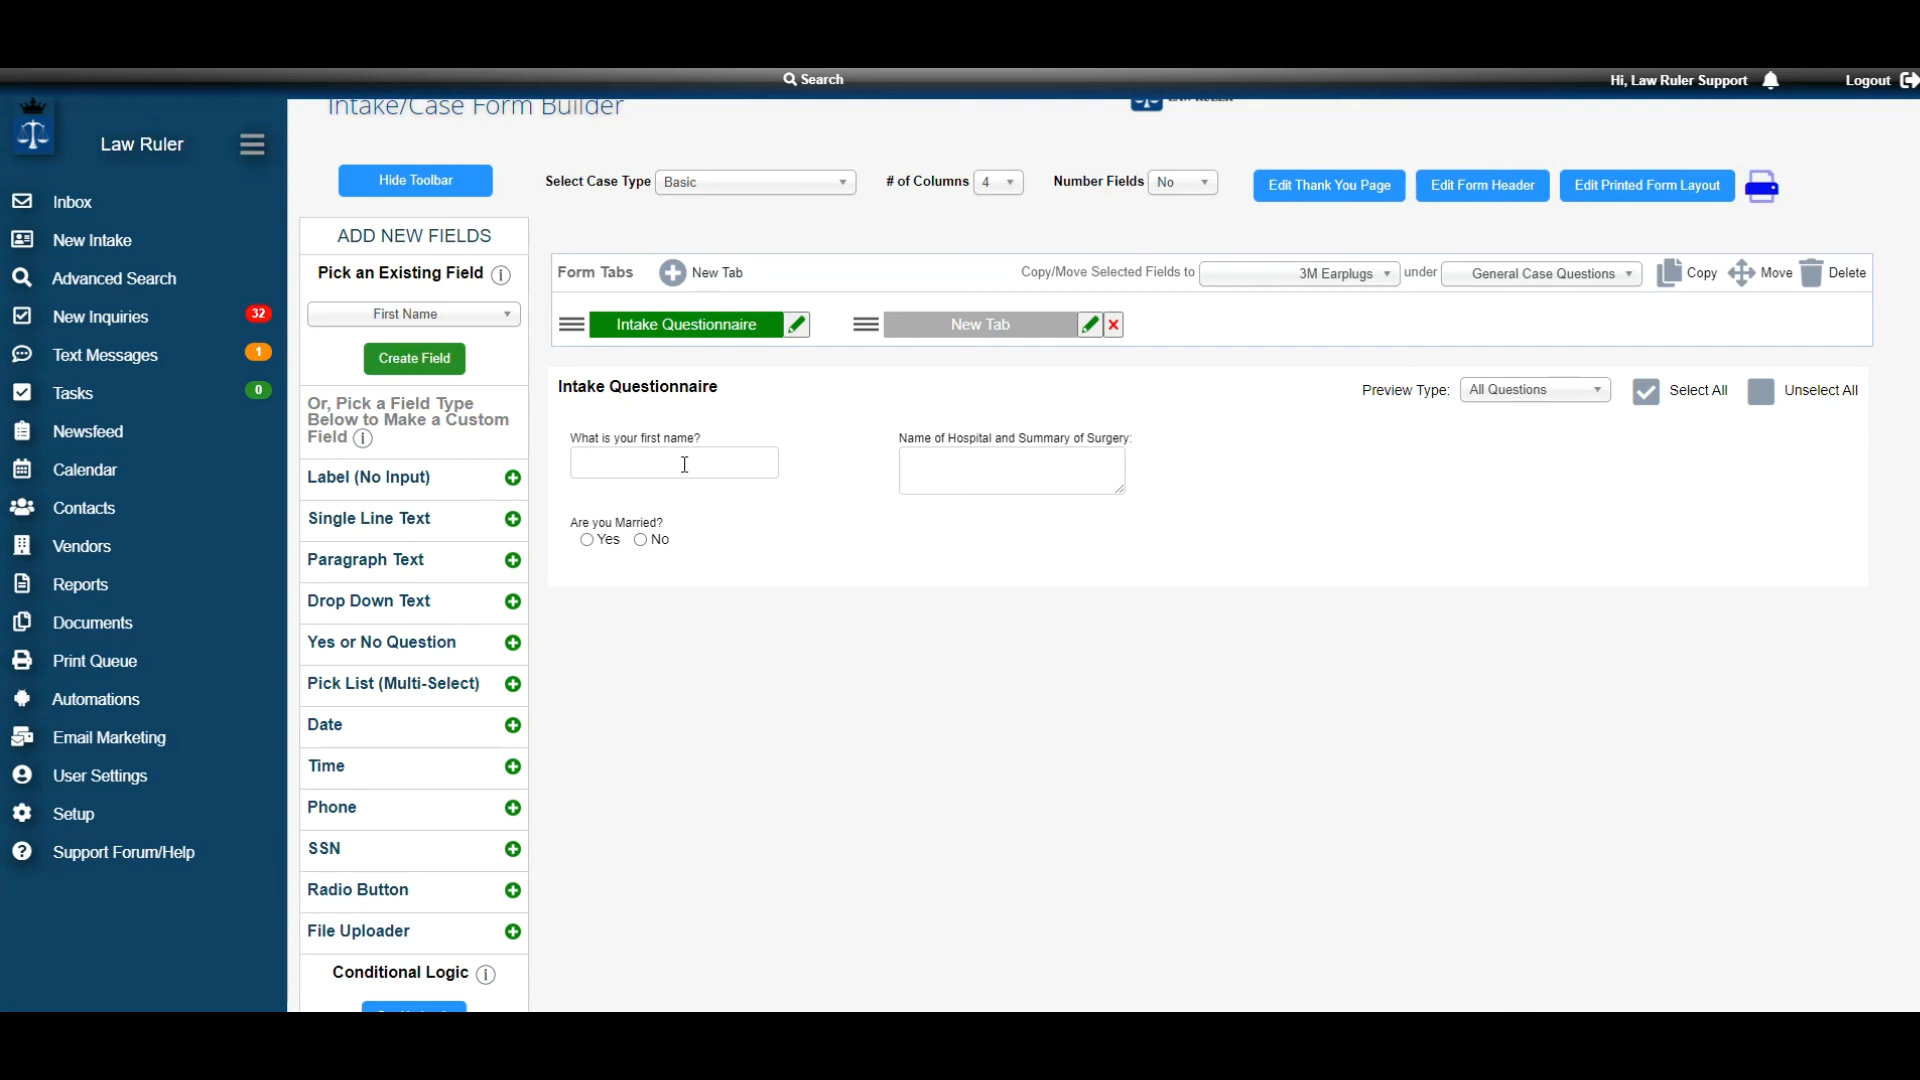 Search
Hi, Law Ruler Support
Logout
Intake/Case Form Builder
LAW RULER
Law Ruler
Inbox
New Intake
Advanced Search
New Inquiries 32
Text Messages 1
Tasks 0
Newsfeed
Calendar
Contacts
Vendors
Reports
Documents
Print Queue
Automations
Email Marketing
User Settings
Setup
Support Forum/Help
Hide Toolbar
Select Case Type Basic
# of Columns 4
Number Fields No
Edit Thank You Page
Edit Form Header
Edit Printed Form Layout
ADD NEW FIELDS
Pick an Existing Field
First Name
Create Field
Or, Pick a Field Type
Below to Make a Custom
Field
Label (No Input)
Single Line Text
Paragraph Text
Drop Down Text
Yes or No Question
Pick List (Multi-Select)
Date
Time
Phone
SSN
Radio Button
File Uploader
Conditional Logic
Form Tabs
New Tab
Copy/Move Selected Fields to 3M Earplugs under General Case Questions Copy Move Delete
Intake Questionnaire
New Tab
Intake Questionnaire
Preview Type: All Questions
Select All
Unselect All
What is your first name?
Name of Hospital and Summary of Surgery:
Are you Married?
Yes No